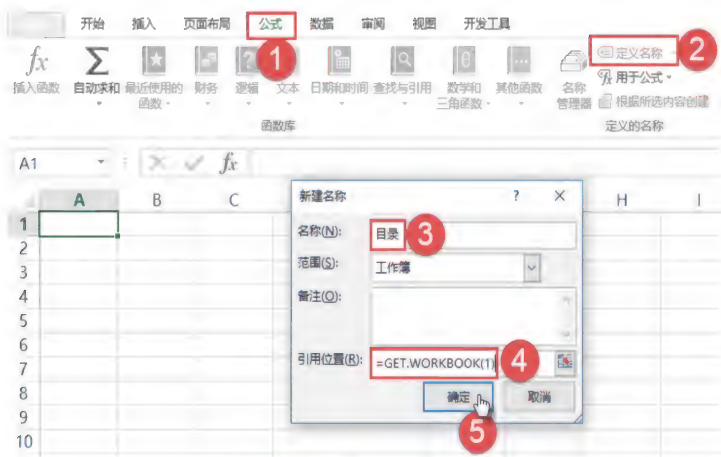 开始 插入 页面布局 公式 数据 审阅 视图 开发工具
1
2
fx Σ ? θ ...
定义名称
用于公式
根据所选内容创建
插入函数 自动求和 最近使用的函数 财务 逻辑 文本 日期和时间 查找与引用 数学和三角函数 其他函数 名称管理器
函数库 定义的名称
A1 fx
A B C H I
1
2
3
4
5
6
7
8
9
10
新建名称 ? ×
名称(N): 目录 3
范围(S): 工作簿
备注(O):
引用位置(R): =GET.WORKBOOK(1) 4
确定 取消
5